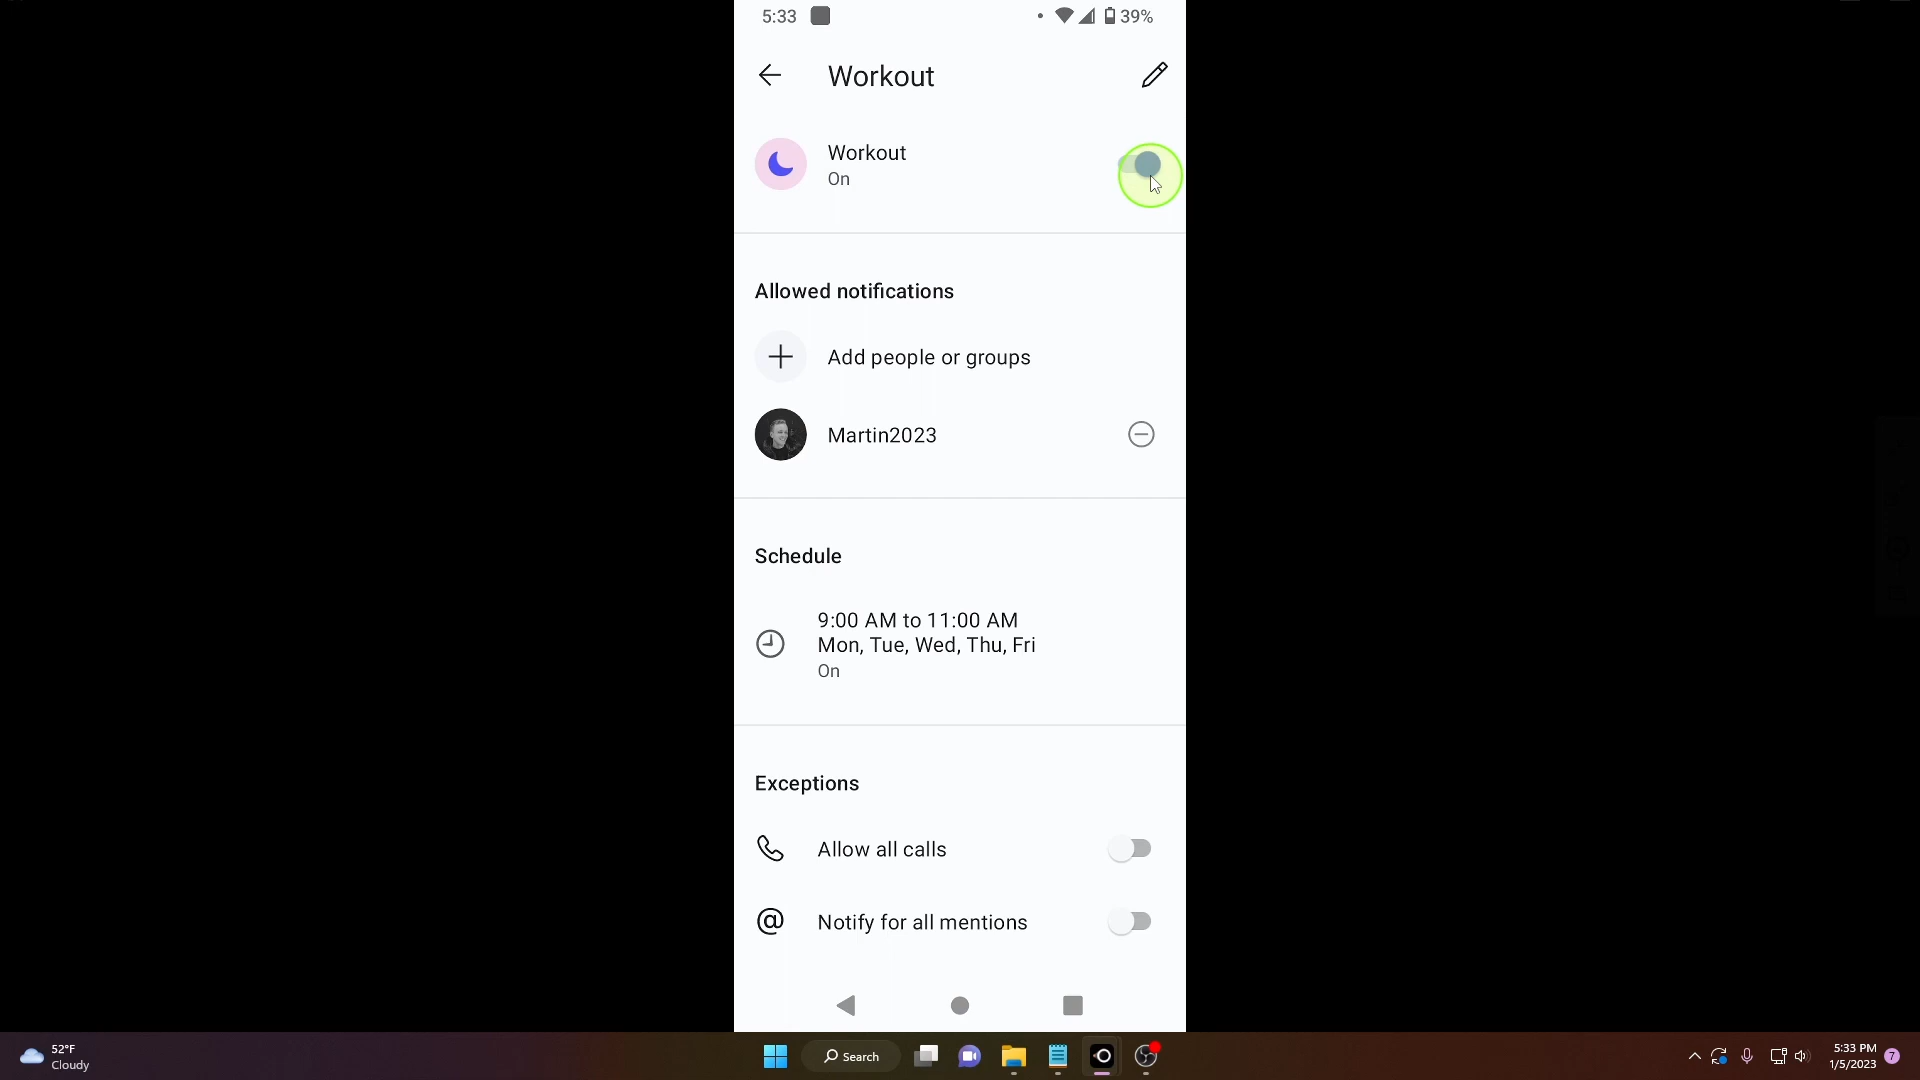 5:33
39%
Workout
Workout
On
Allowed notifications
Add people or groups
Martin2023
Schedule
9:00 AM to 11:00 AM
Mon, Tue, Wed, Thu, Fri
On
Exceptions
Allow all calls
@ Notify for all mentions
52°F
Cloudy
Search
5:33 PM
1/5/2023
7